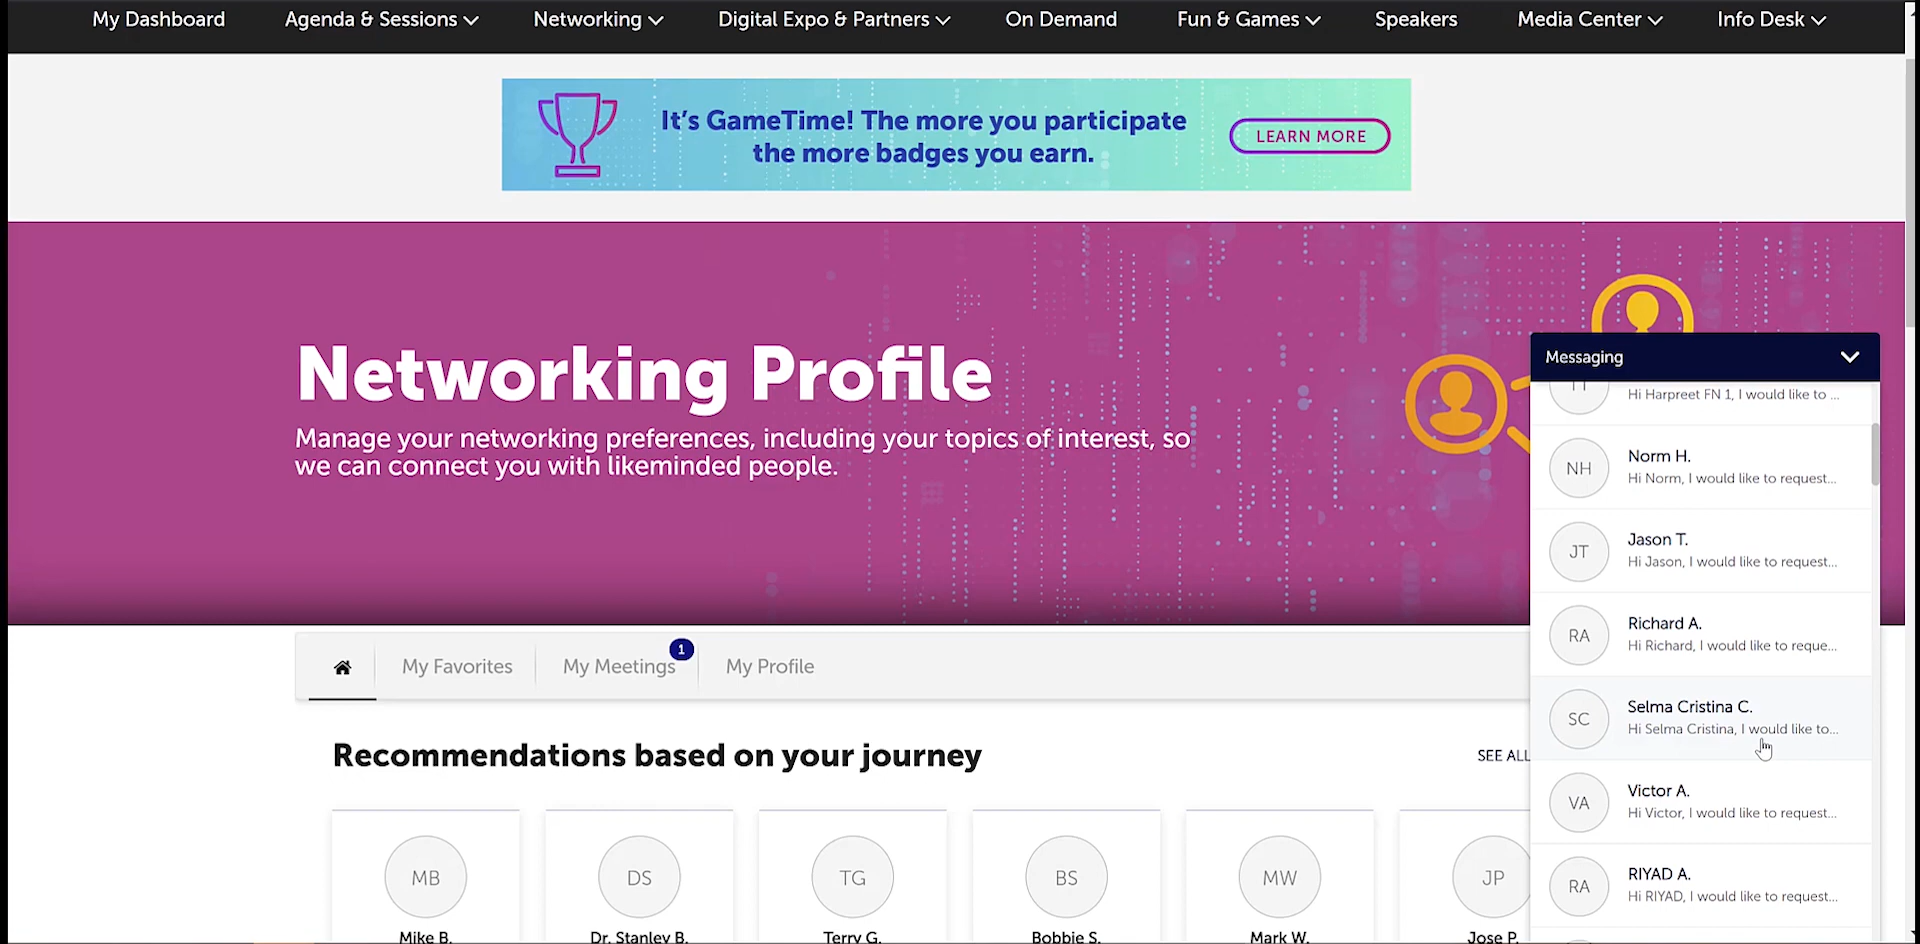 My Dashboard
Agenda & Sessions
Networking
Digital Expo & Partners
On Demand
Fun & Games
Speakers
Media Center
Info Desk
It's GameTime! The more you participate
the more badges you earn.
LEARN MORE
Networking Profile
Manage your networking preferences, including your topics of interest, so
we can connect you with likeminded people.
My Favorites
My Meetings
1
My Profile
Recommendations based on your journey
SEE ALL
MB
Mike B.
DS
Dr. Stanley B.
TG
Terry G.
BS
Bobbie S.
MW
Mark W.
JP
Jose P.
Messaging
Hi Harpreet FN 1, I would like to ...
NH
Norm H.
Hi Norm, I would like to request...
JT
Jason T.
Hi Jason, I would like to request...
RA
Richard A.
Hi Richard, I would like to reque...
SC
Selma Cristina C.
Hi Selma Cristina, I would like to...
VA
Victor A.
Hi Victor, I would like to request...
RA
RIYAD A.
Hi RIYAD, I would like to request...